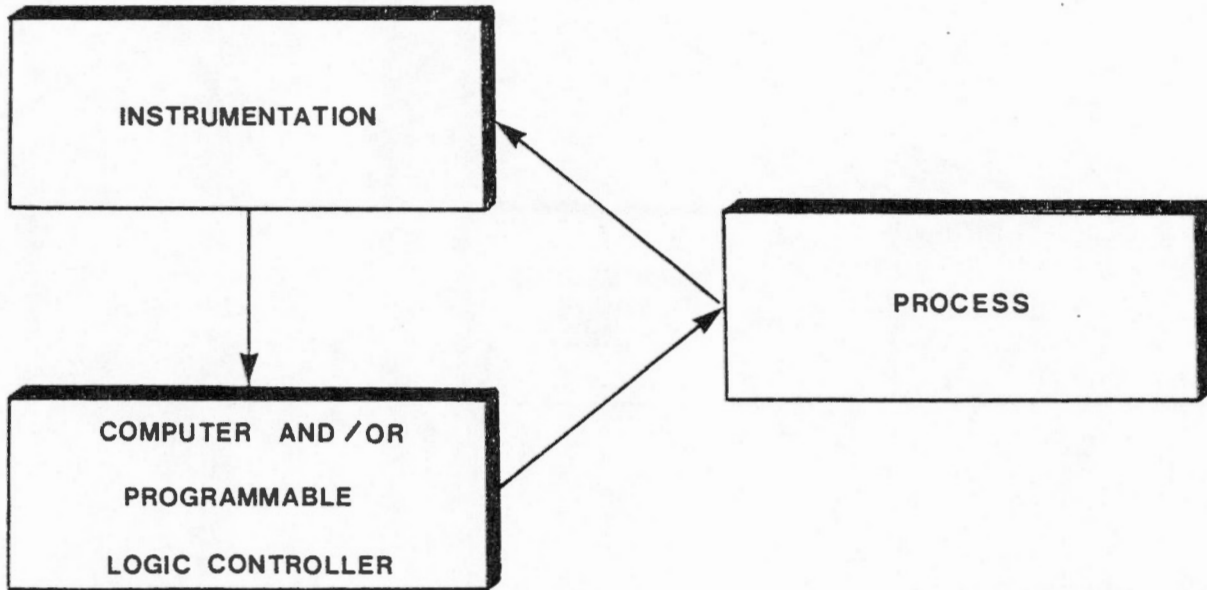 INSTRUMENTATION
PROCESS
COMPUTER AND/OR
PROGRAMMABLE
LOGIC CONTROLLER